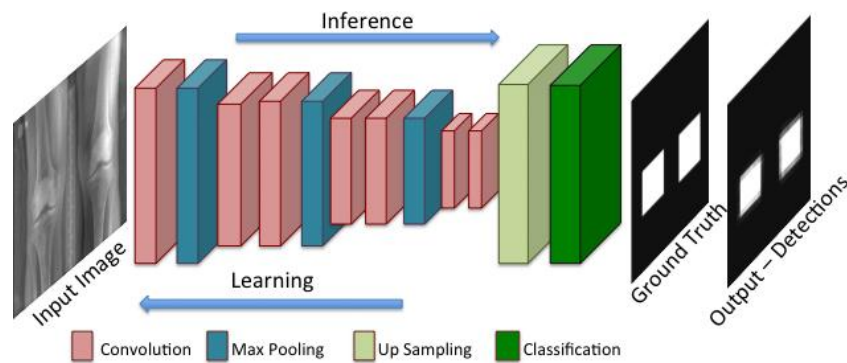 Inference
Input Image
Learning
Ground Truth
Output – Detections
Convolution
Max Pooling
Up Sampling
Classification